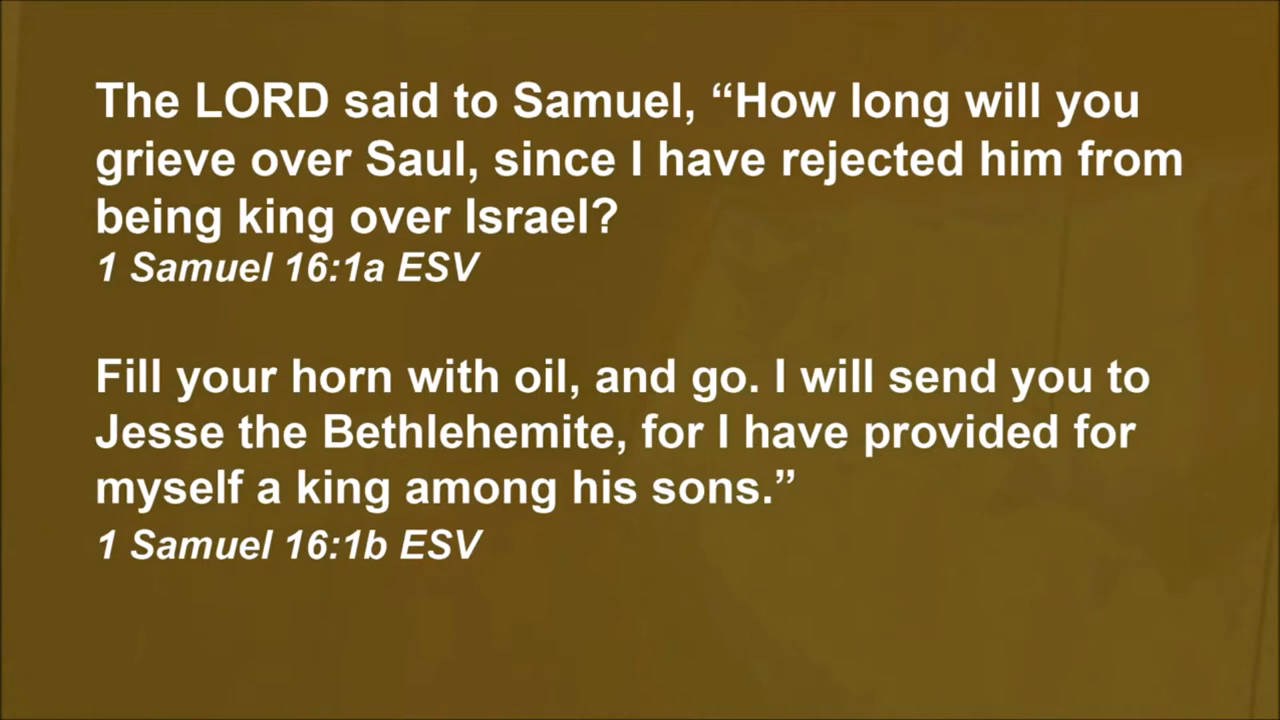 The LORD said to Samuel, “How long will you
grieve over Saul, since I have rejected him from
being king over Israel?
1 Samuel 16:1a ESV
Fill your horn with oil, and go. I will send you to
Jesse the Bethlehemite, for I have provided for
myself a king among his sons.”
1 Samuel 16:1b ESV